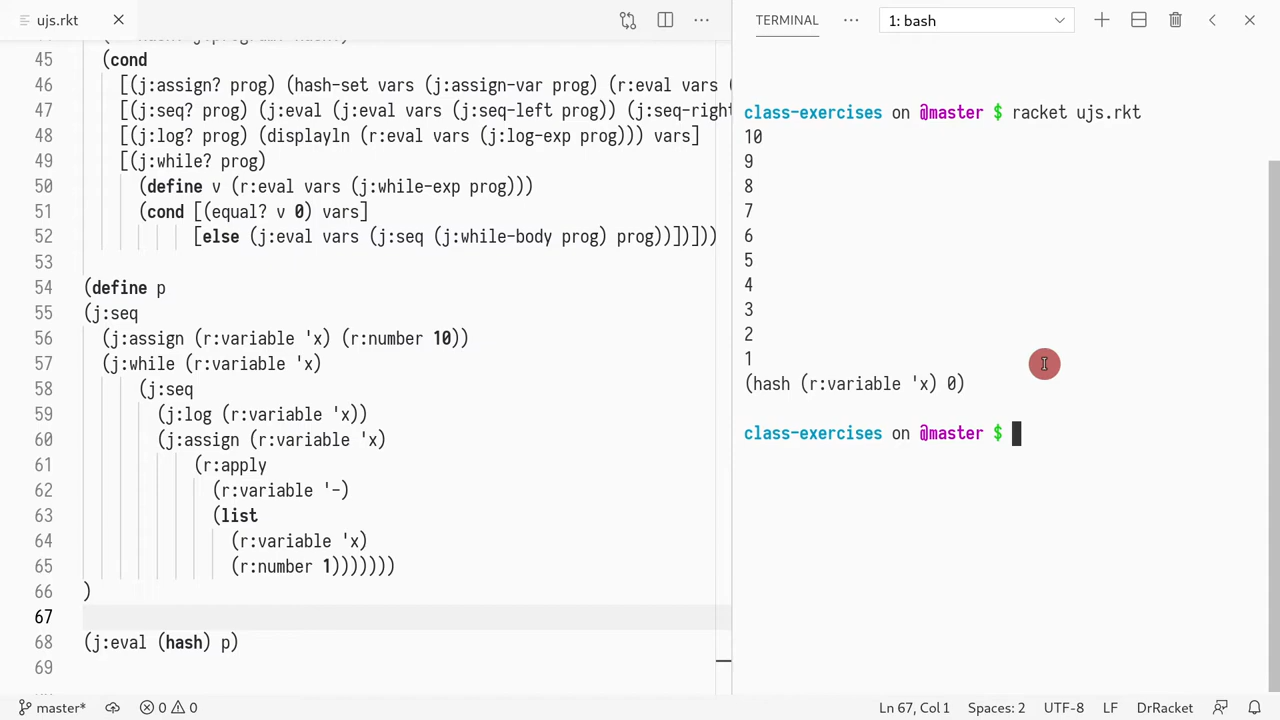 ujs.rkt
45 (cond
46 [(j:assign? prog) (hash-set vars (j:assign-var prog) (r:eval vars (
47 [(j:seq? prog) (j:eval (j:eval vars (j:seq-left prog)) (j:seq-right
48 [(j:log? prog) (displayln (r:eval vars (j:log-exp prog))) vars]
49 [(j:while? prog)
50 (define v (r:eval vars (j:while-exp prog)))
51 (cond [(equal? v 0) vars]
52 [else (j:eval vars (j:seq (j:while-body prog) prog))])]))
53
54 (define p
55 (j:seq
56 (j:assign (r:variable 'x) (r:number 10))
57 (j:while (r:variable 'x)
58 (j:seq
59 (j:log (r:variable 'x))
60 (j:assign (r:variable 'x)
61 (r:apply
62 (r:variable '-)
63 (list
64 (r:variable 'x)
65 (r:number 1)))))))
66 )
67
68 (j:eval (hash) p)
69
TERMINAL
1: bash
class-exercises on @master $ racket ujs.rkt
10
9
8
7
6
5
4
3
2
1
(hash (r:variable 'x) 0)
class-exercises on @master $
master* 0 0 Ln 67, Col 1 Spaces: 2 UTF-8 LF DrRacket